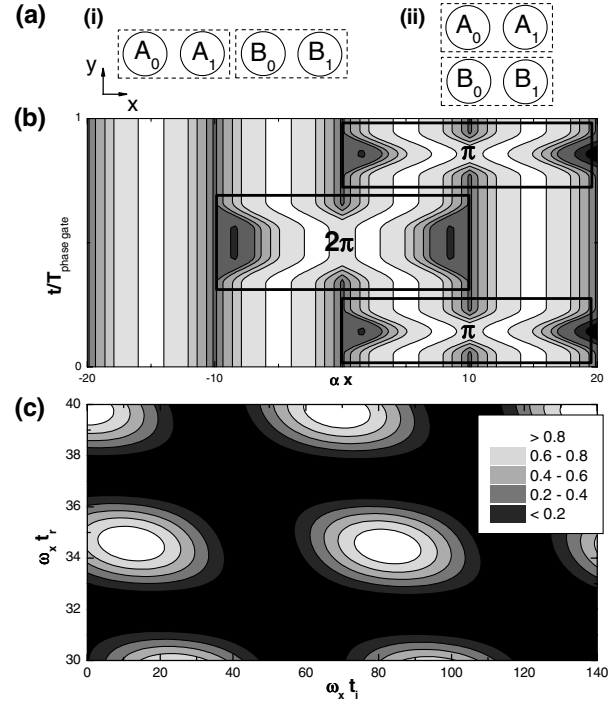 (a) (i) (ii)
A0 A1 B0 B1
A0 A1
B0 B1
y
x
(b)
1
π
2π
π
0
t/Tphase gate
-20 -10 0 10 20
α x
(c)
40
38
36
34
32
30
ωx tr
> 0.8
0.6 - 0.8
0.4 - 0.6
0.2 - 0.4
< 0.2
0 20 40 60 80 100 120 140
ωx ti